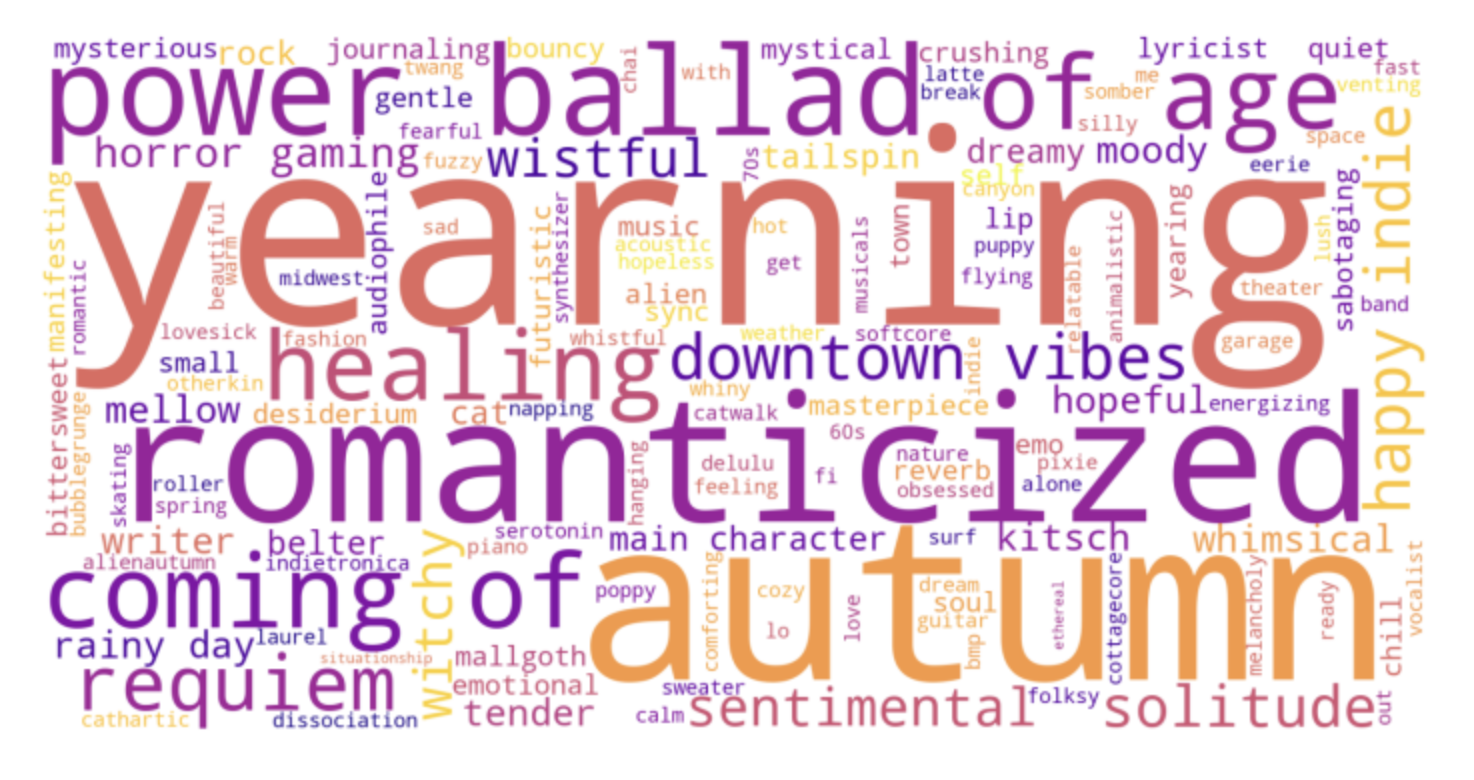 mysterious
rock
journaling
bouncy
mystical
crushing
lyricist
quiet
power ballad
of age
twang
chai
with
latte
me
fast
gentle
break
somber
venting
fearful
silly
horror gaming
fuzzy
wistful
70s
tailspin
dreamy
moody
space
eerie
happy indie
yearning
self
canyon
manifesting
romantic
beautiful
warm
audiophile
sad
futuristic
synthesizer
music
hot
acoustic
hopeless
get
musicals
town
lip
puppy
flying
relatable
animalistic
yearing
lush
sabotaging
midwest
alien
sync
theater
band
lovesick
fashion
whistful
weather
softcore
garage
bittersweet
small
healing
downtown vibes
otherkin
whiny
indie
mellow
desiderium
cat
napping
catwalk
masterpiece
hopeful
energizing
bubblegrunge
romanticized
60s
emo
skating
roller
spring
hanging
delulu
feeling
fi
nature
reverb
obsessed
pixie
alone
writer
belter
serotonin
main character
surf
kitsch
whimsical
alienautumn
indietronica
witchy
piano
coming of
autumn
poppy
comforting
cozy
lo
love
dream
soul
guitar
bmp
ethereal
cottagecore
melancholy
ready
chill
vocalist
rainy day
laurel
situationship
mallgoth
requiem
emotional
sweater
folksy
cathartic
dissociation
tender
calm
sentimental
solitude
out